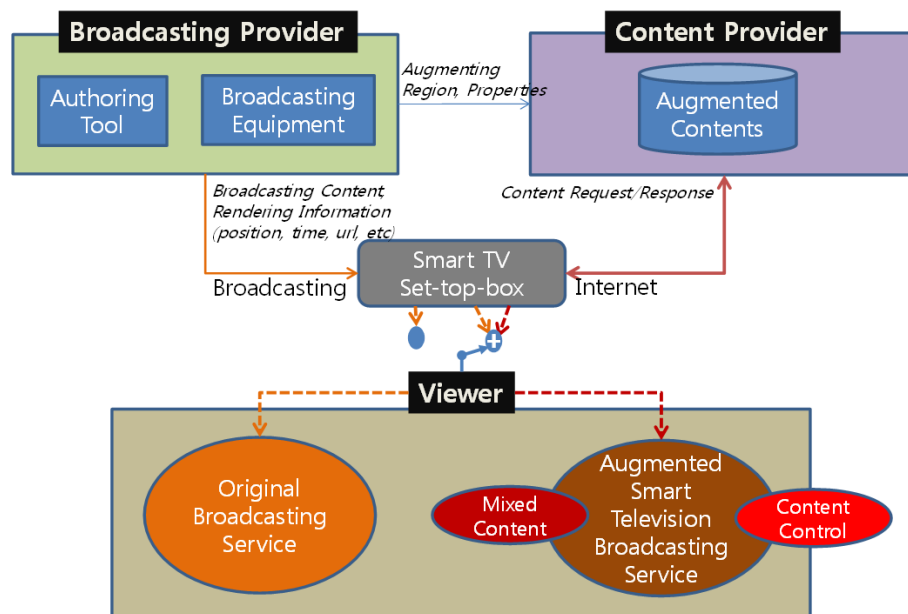 Broadcasting Provider
Content Provider
Authoring
Tool
Broadcasting
Equipment
Augmenting
Region, Properties
Augmented
Contents
Broadcasting Content,
Rendering Information
(position, time, url, etc)
Content Request/Response
Smart TV
Set-top-box
Broadcasting
Internet
Viewer
Original
Broadcasting
Service
Mixed
Content
Augmented
Smart
Television
Broadcasting
Service
Content
Control